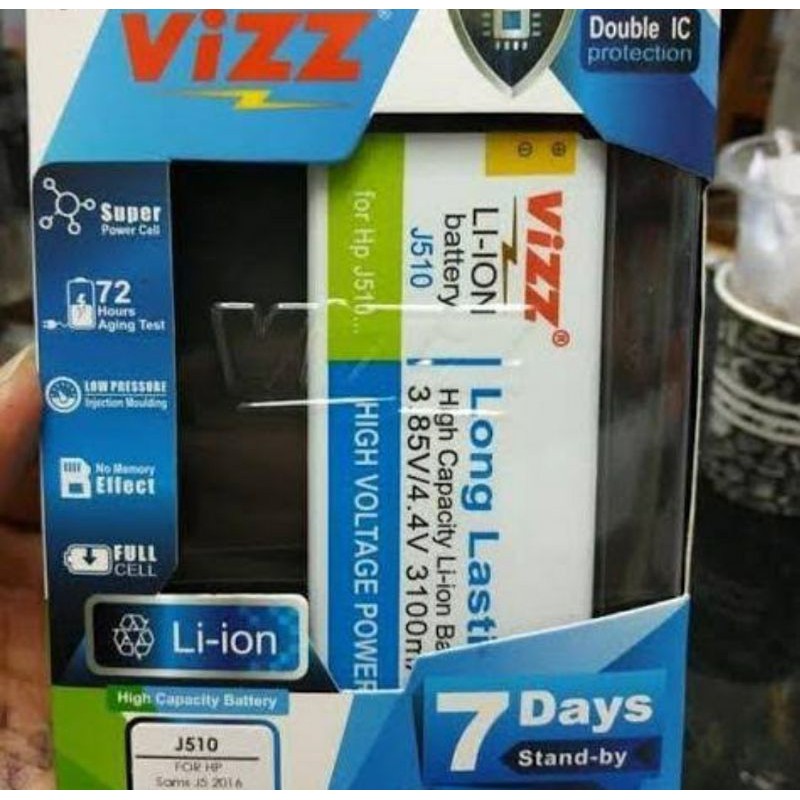 ViZZ
®
Double IC
protection
Super
Power Cell
72
Hours
Aging Test
LOW PRESSURE
Injection Moulding
No Memory
Effect
FULL
CELL
ViZZ®
LI-ION
battery
J510
for Hp J510...
Long Lasti
High Capacity Li-ion Ba
3.85V/4.4V 3100m
HIGH VOLTAGE POWER
Li-ion
High Capacity Battery
J510
FOR HP
Sams J5 2016
7 Days
Stand-by